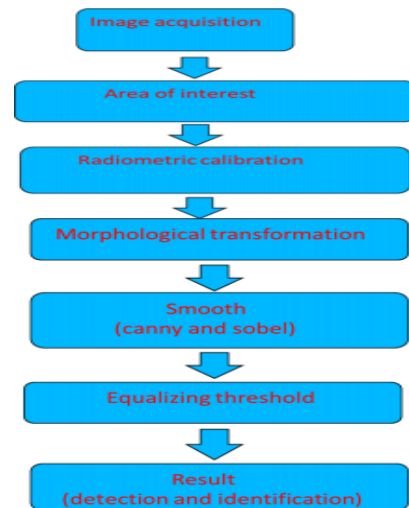 Image acquisition
Area of interest
Radiometric calibration
Morphological transformation
Smooth
(canny and sobel)
Equalizing threshold
Result
(detection and identification)